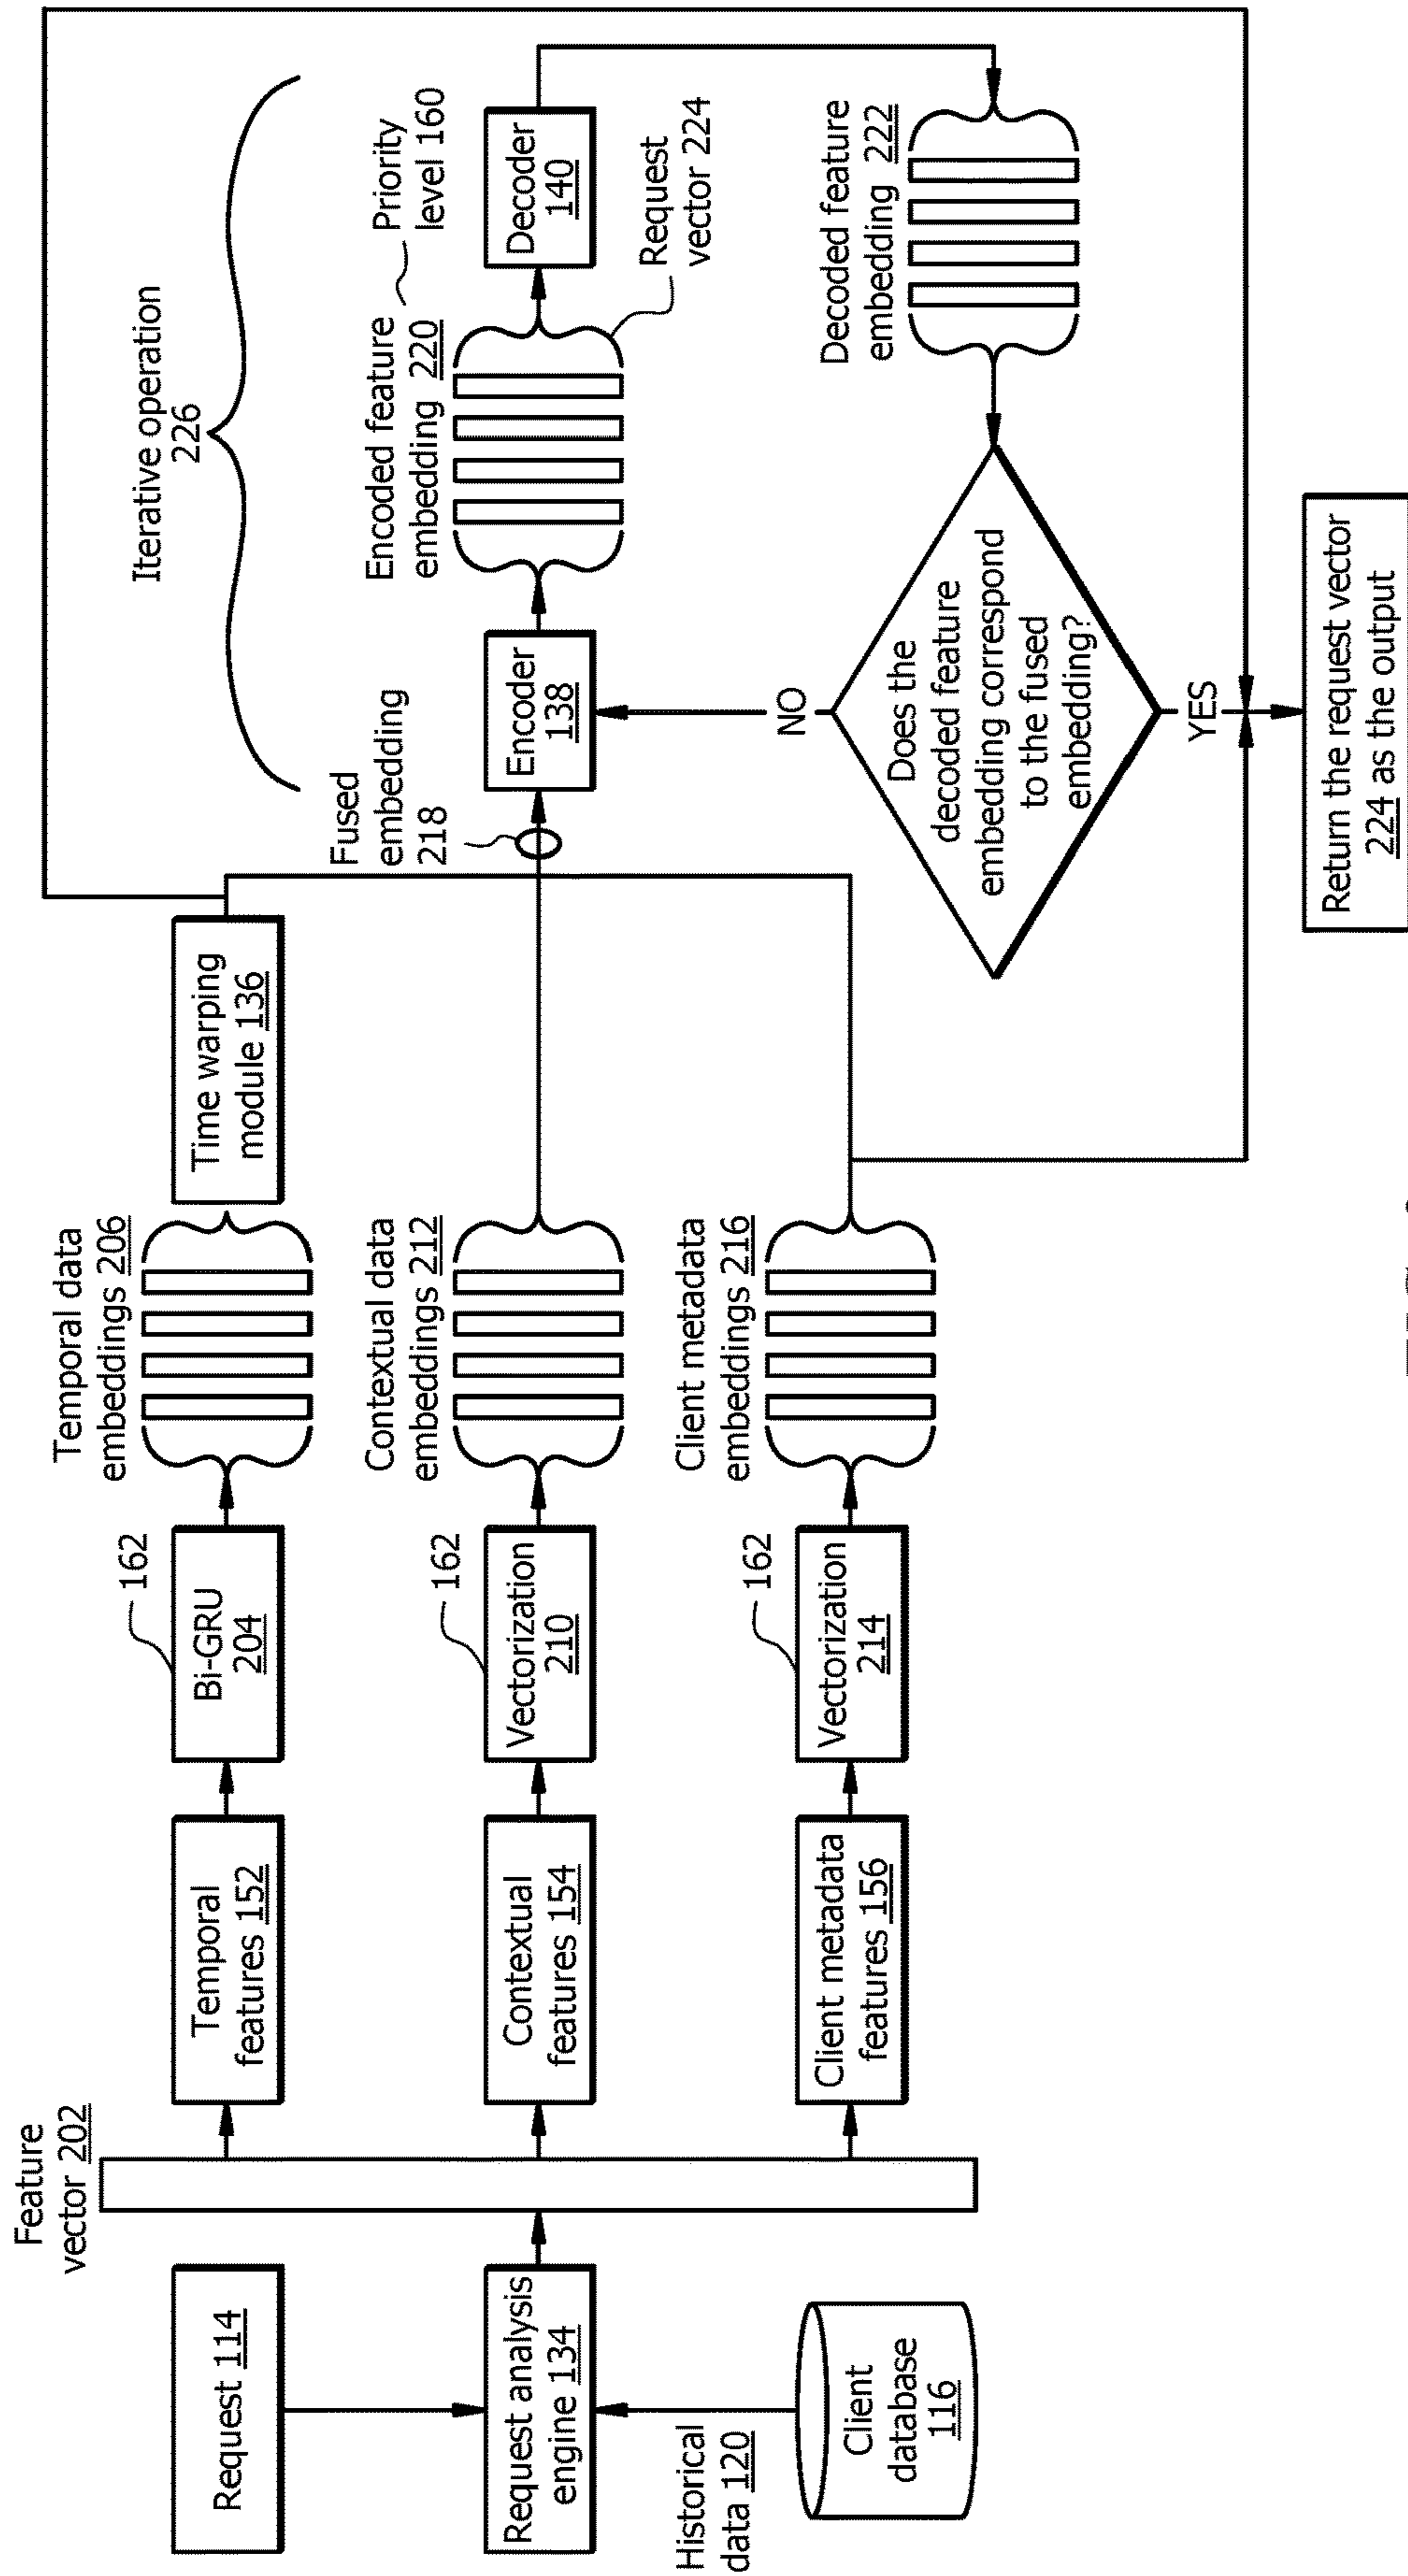 Feature
vector 202
Request 114
Request analysis
engine 134
Historical
data 120
Client
database
116
Temporal
features 152
Contextual
features 154
Client metadata
features 156
162
Bi-GRU
204
162
Vectorization
210
162
Vectorization
214
Temporal data
embeddings 206
Contextual data
embeddings 212
Client metadata
embeddings 216
Time warping
module 136
Fused
embedding
218
Iterative operation
226
Encoder
138
Encoded feature
embedding 220
Priority
level 160
Request
vector 224
Decoder
140
Decoded feature
embedding 222
Does the
decoded feature
embedding correspond
to the fused
embedding?
NO
YES
Return the request vector
224 as the output